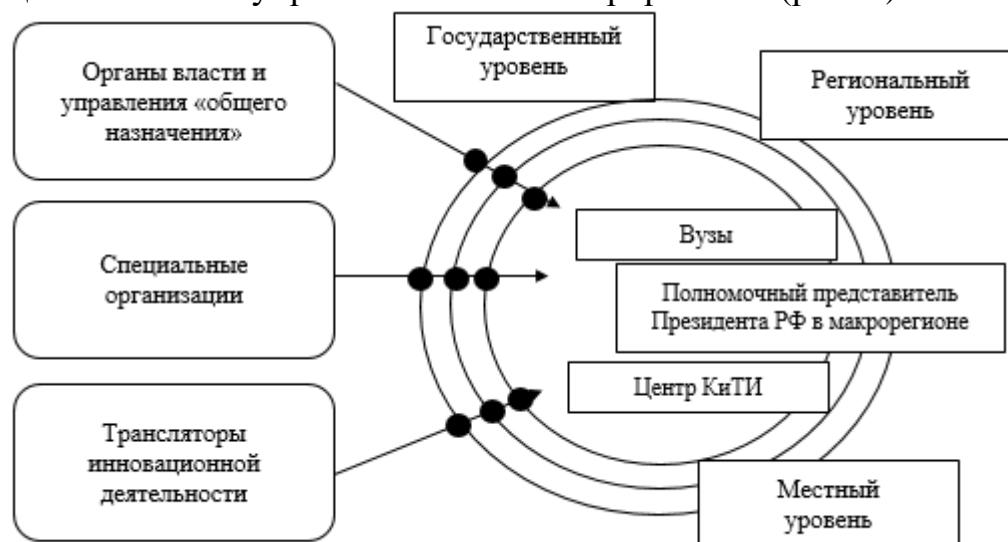 Государственный
уровень
Органы власти и
управления «общего
назначения»
Региональный
уровень
Вузы
Специальные
организации
Полномочный представитель
Президента РФ в макрорегионе
Центр КиТИ
Трансляторы
инновационной
деятельности
Местный
уровень